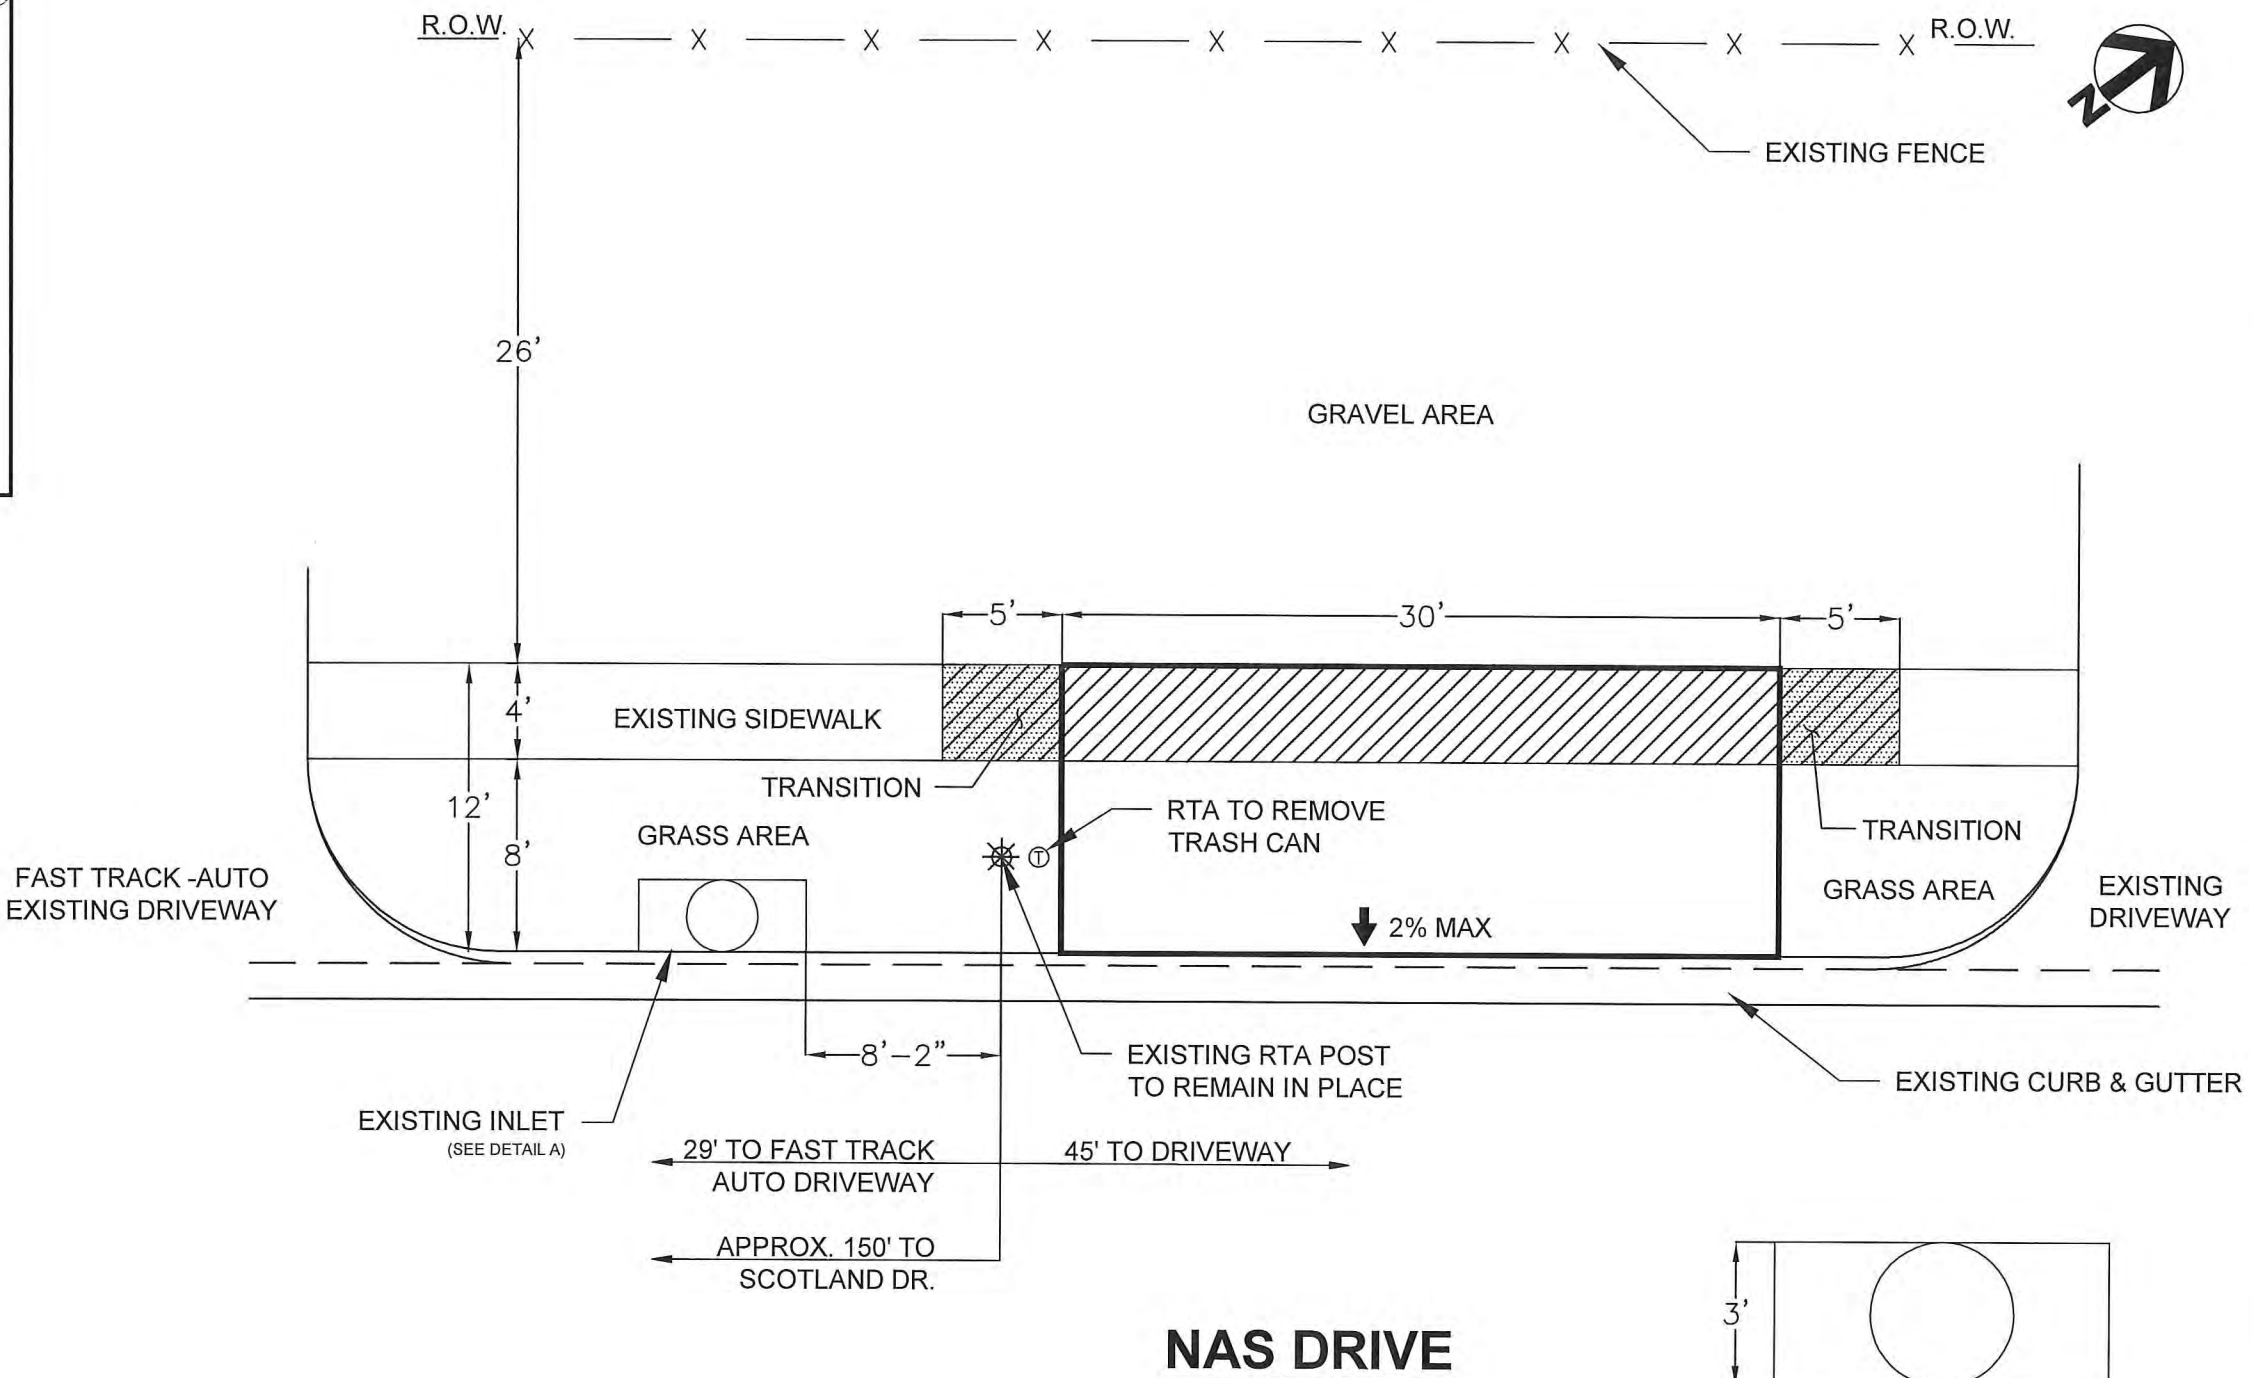 R.O.W.
X X X X X X X X X
R.O.W.
N
EXISTING FENCE
26'
GRAVEL AREA
5'
30'
5'
4'
EXISTING SIDEWALK
TRANSITION
12'
8'
GRASS AREA
RTA TO REMOVE
TRASH CAN
T
TRANSITION
FAST TRACK -AUTO
EXISTING DRIVEWAY
GRASS AREA
EXISTING
DRIVEWAY
2% MAX
8'-2"
EXISTING RTA POST
TO REMAIN IN PLACE
EXISTING CURB & GUTTER
EXISTING INLET
(SEE DETAIL A)
29' TO FAST TRACK
AUTO DRIVEWAY
45' TO DRIVEWAY
APPROX. 150' TO
SCOTLAND DR.
3'
NAS DRIVE